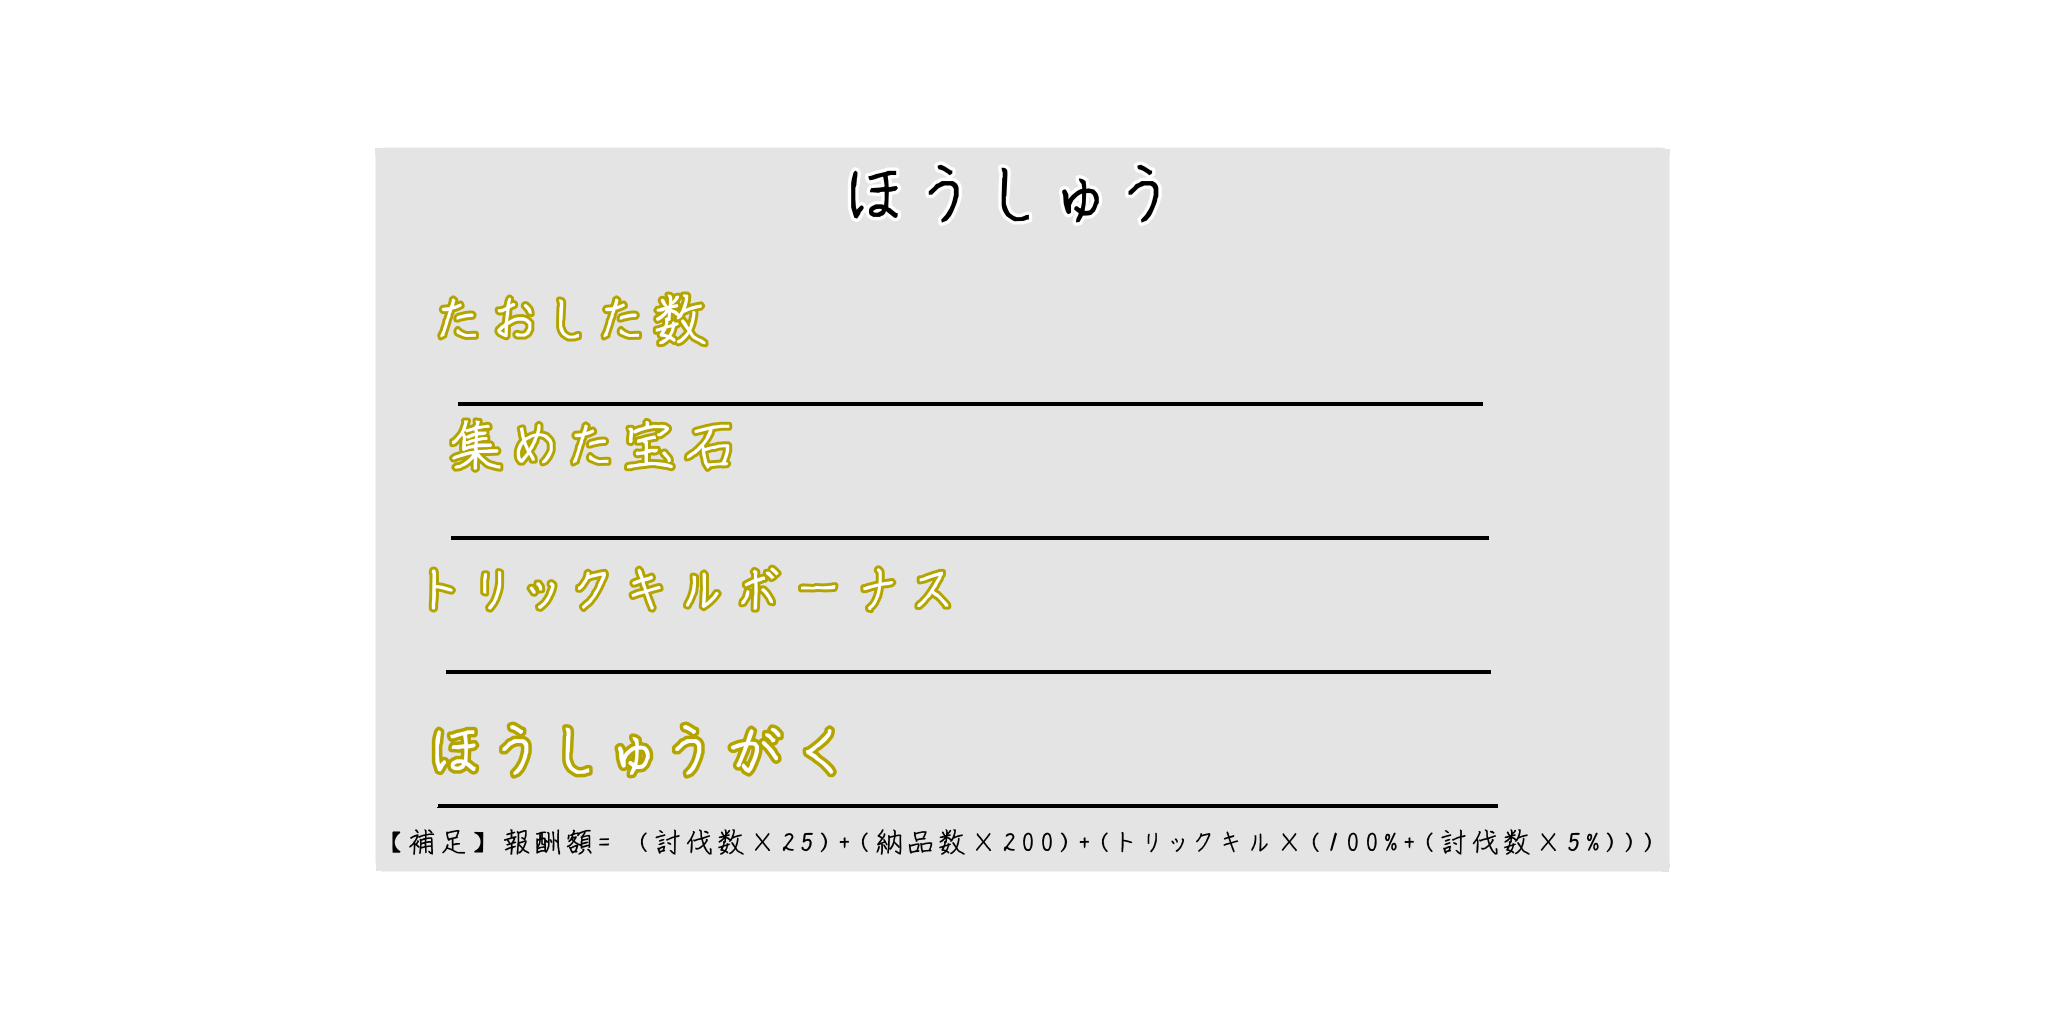 ほうしゅう
たおした数
集めた宝石
トリックキルボーナス
ほうしゅうがく
【補足】報酬額= (討伐数×25)+(納品数×200)+(トリックキル×(100%+(討伐数×5%)))